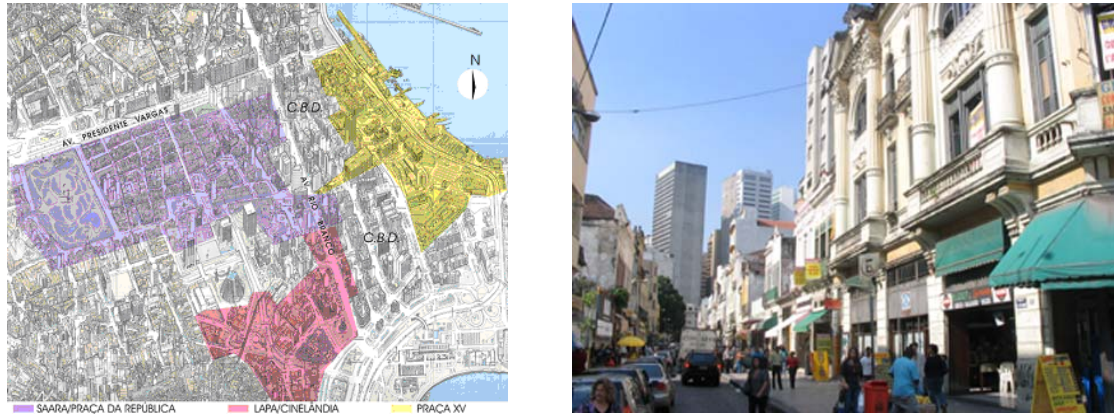 N
C.B.D.
AV. PRESIDENTE VARGAS
AV. RIO BRANCO
C.B.D.
SAARA/PRAÇA DA REPÚBLICA
LAPA/CINELÂNDIA
PRAÇA XV